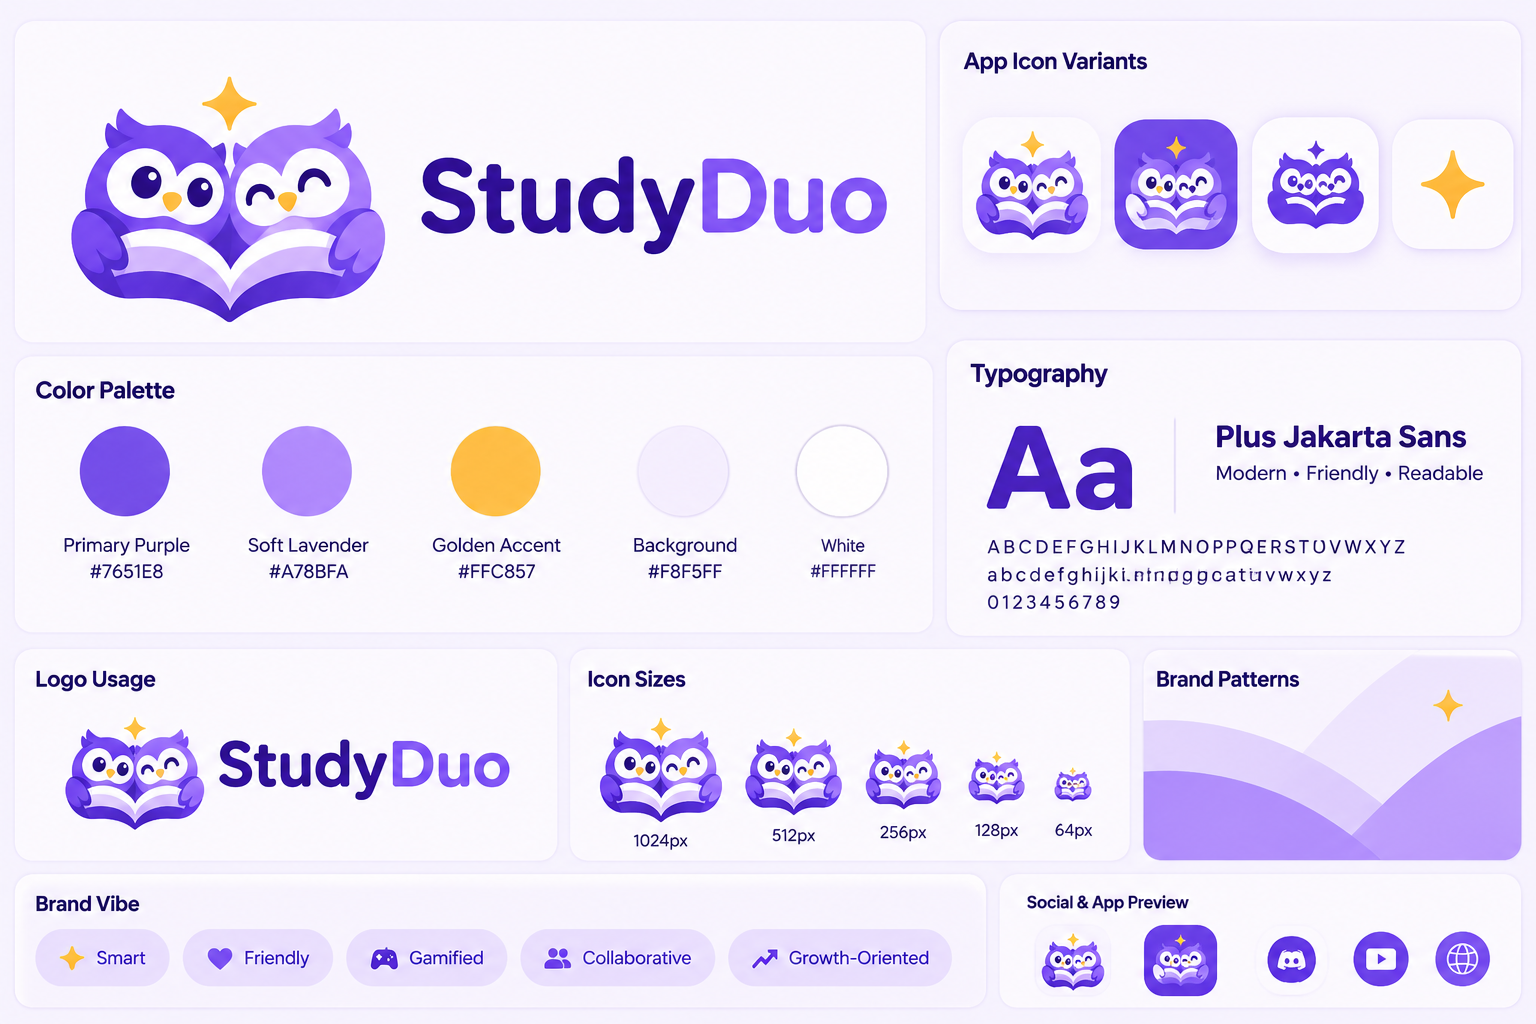 StudyDuo
App Icon Variants
Color Palette
Primary Purple
#7651E8
Soft Lavender
#A78BFA
Golden Accent
#FFC857
Background
#F8F5FF
White
#FFFFFF
Typography
Aa
Plus Jakarta Sans
Modern • Friendly • Readable
ABCDEFGHIJKLMNOPPQERSTUVWXYZ
0123456789
Logo Usage
StudyDuo
Icon Sizes
1024px
512px
256px
128px
64px
Brand Patterns
Brand Vibe
Smart
Friendly
Gamified
Collaborative
Growth-Oriented
Social & App Preview